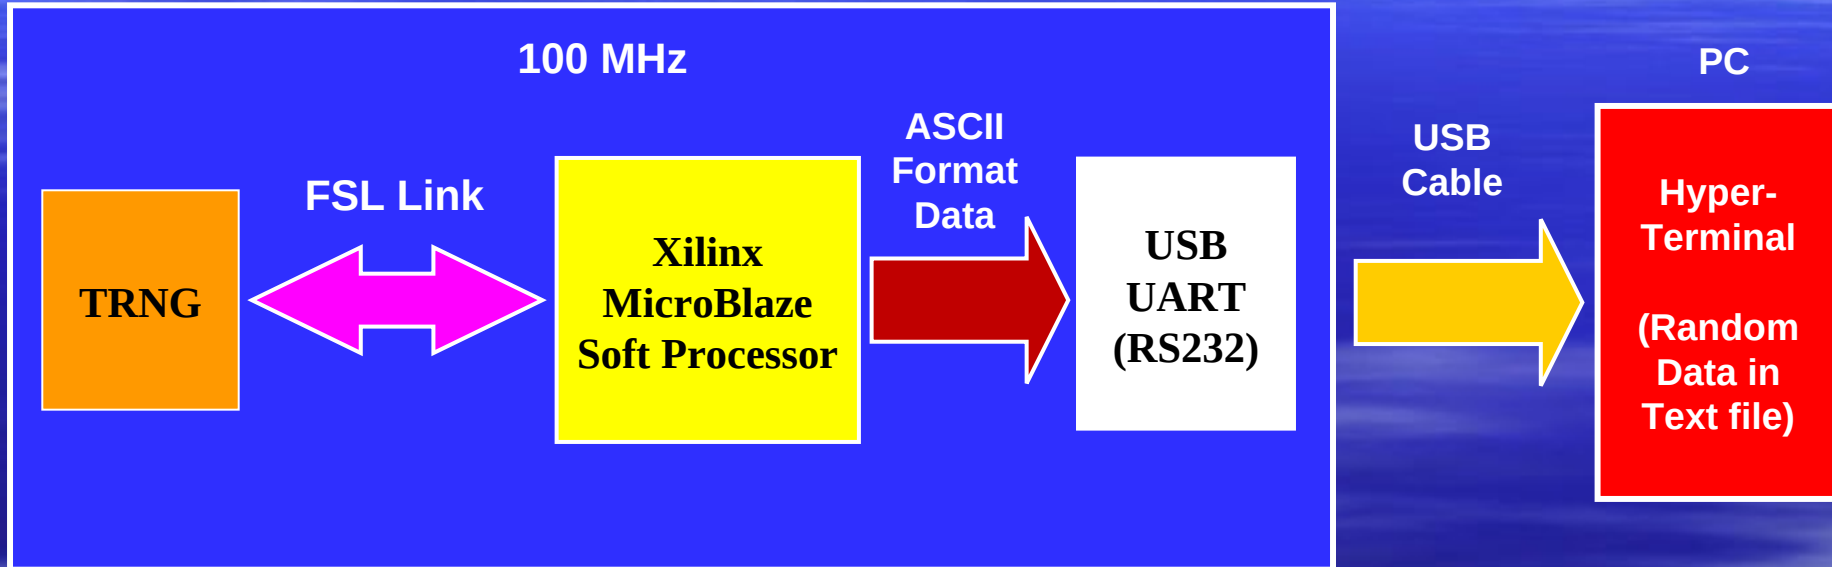 100 MHz
PC
ASCII
Format
Data
USB
Cable
FSL Link
TRNG
Xilinx
MicroBlaze
Soft Processor
USB
UART
(RS232)
Hyper-
Terminal
(Random
Data in
Text file)